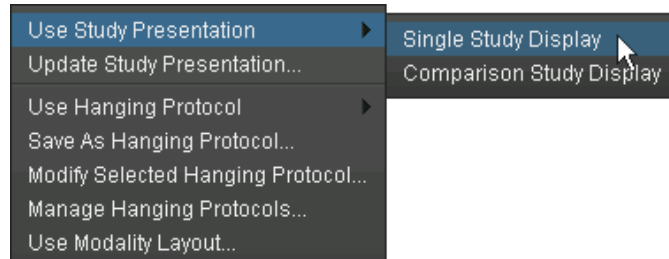 Use Study Presentation
Update Study Presentation...
Use Hanging Protocol
Save As Hanging Protocol...
Modify Selected Hanging Protocol...
Manage Hanging Protocols...
Use Modality Layout...
Single Study Display
Comparison Study Display